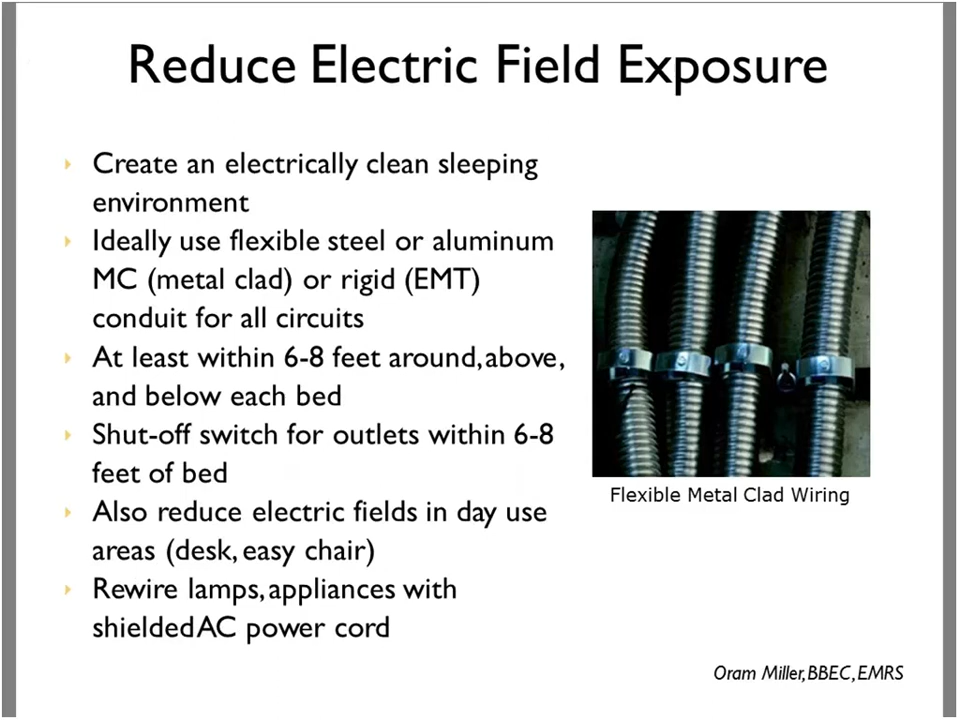 Reduce Electric Field Exposure
Create an electrically clean sleeping
environment
Ideally use flexible steel or aluminum
MC (metal clad) or rigid (EMT)
conduit for all circuits
At least within 6-8 feet around, above,
and below each bed
Shut-off switch for outlets within 6-8
feet of bed
Also reduce electric fields in day use
areas (desk, easy chair)
Rewire lamps, appliances with
shielded AC power cord
Flexible Metal Clad Wiring
Oram Miller, BBEC, EMRS